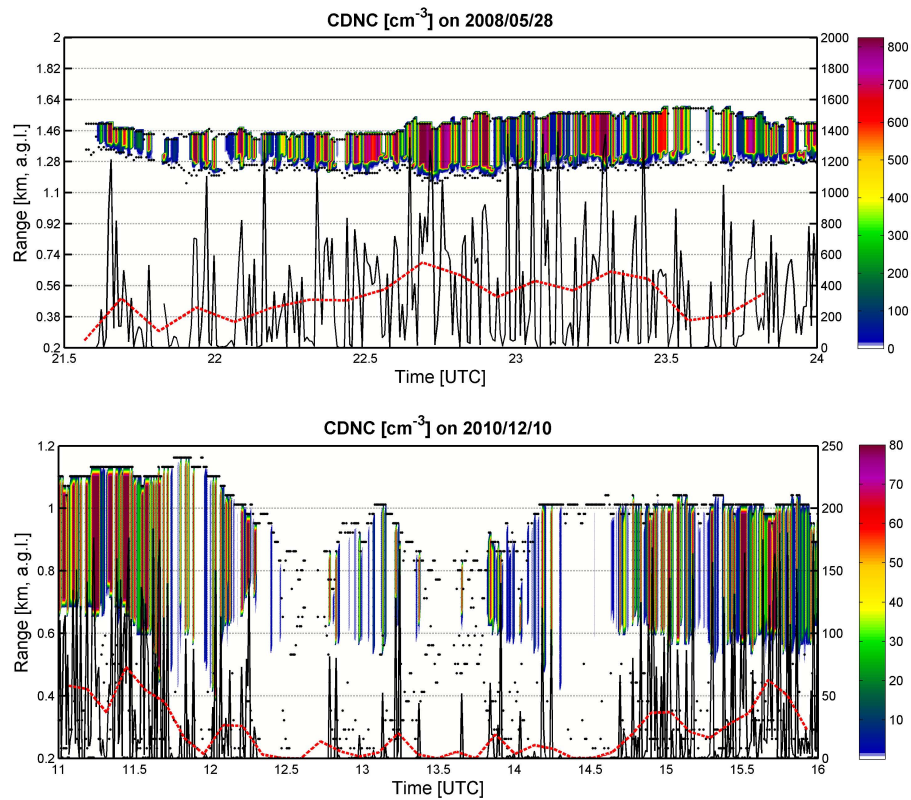 CDNC [cm-3] on 2008/05/28
2 2000 800
1.82 1800 700
1.64 1600 600
1.46 1400 500
1.28 1200 400
1.1 1000 300
0.92 800 200
0.74 600 100
0.56 400 0
0.38 200
0.2 0
Range [km, a.g.l.]
21.5 22 22.5 23 23.5 24
Time [UTC]
CDNC [cm-3] on 2010/12/10
1.2 250 80
1 200 70
0.8 150 60
0.6 100 50
0.4 50 40
0.2 0 30
20
10
Range [km, a.g.l.]
11 11.5 12 12.5 13 13.5 14 14.5 15 15.5 16
Time [UTC]